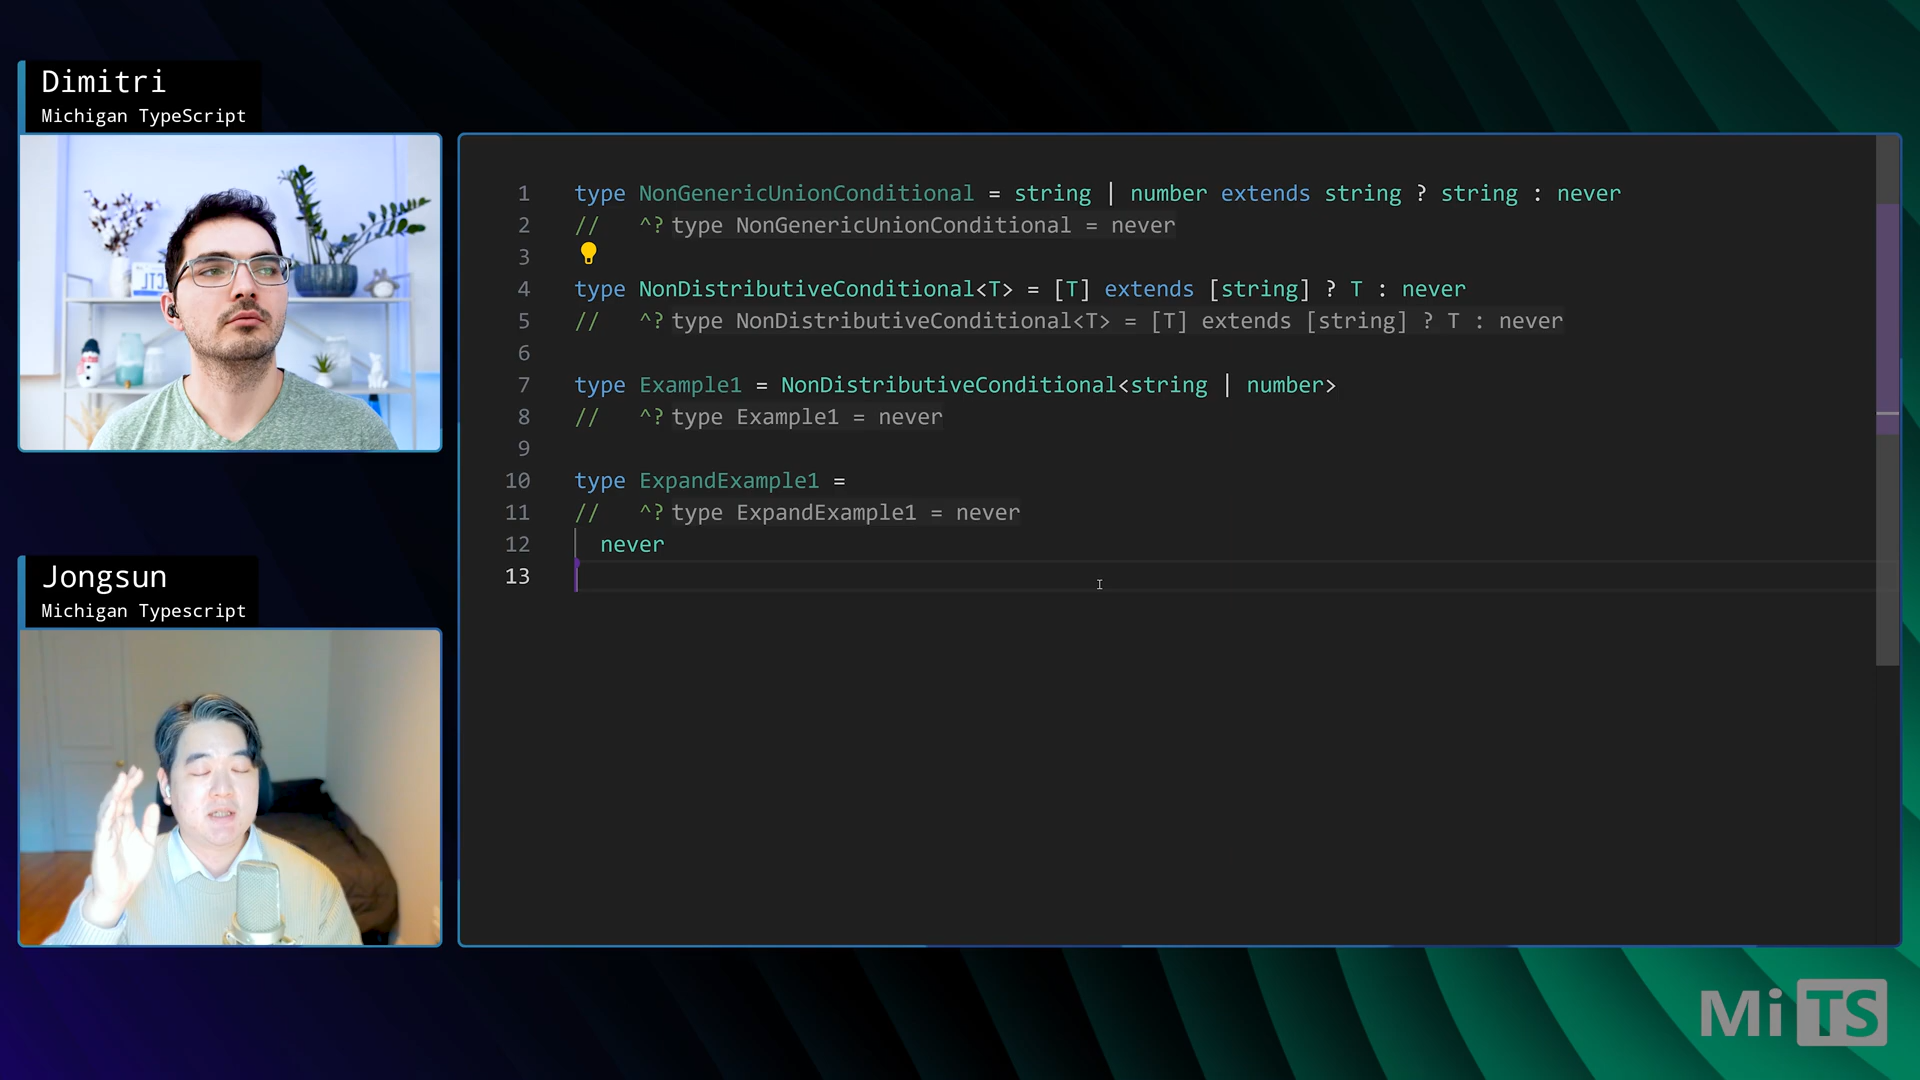 Dimitri
Michigan TypeScript
Jongsun
Michigan Typescript
1 type NonGenericUnionConditional = string | number extends string ? string : never
2 // ^? type NonGenericUnionConditional = never
3
4 type NonDistributiveConditional<T> = [T] extends [string] ? T : never
5 // ^? type NonDistributiveConditional<T> = [T] extends [string] ? T : never
6
7 type Example1 = NonDistributiveConditional<string | number>
8 // ^? type Example1 = never
9
10 type ExpandExample1 =
11 // ^? type ExpandExample1 = never
12 never
13
MiTS